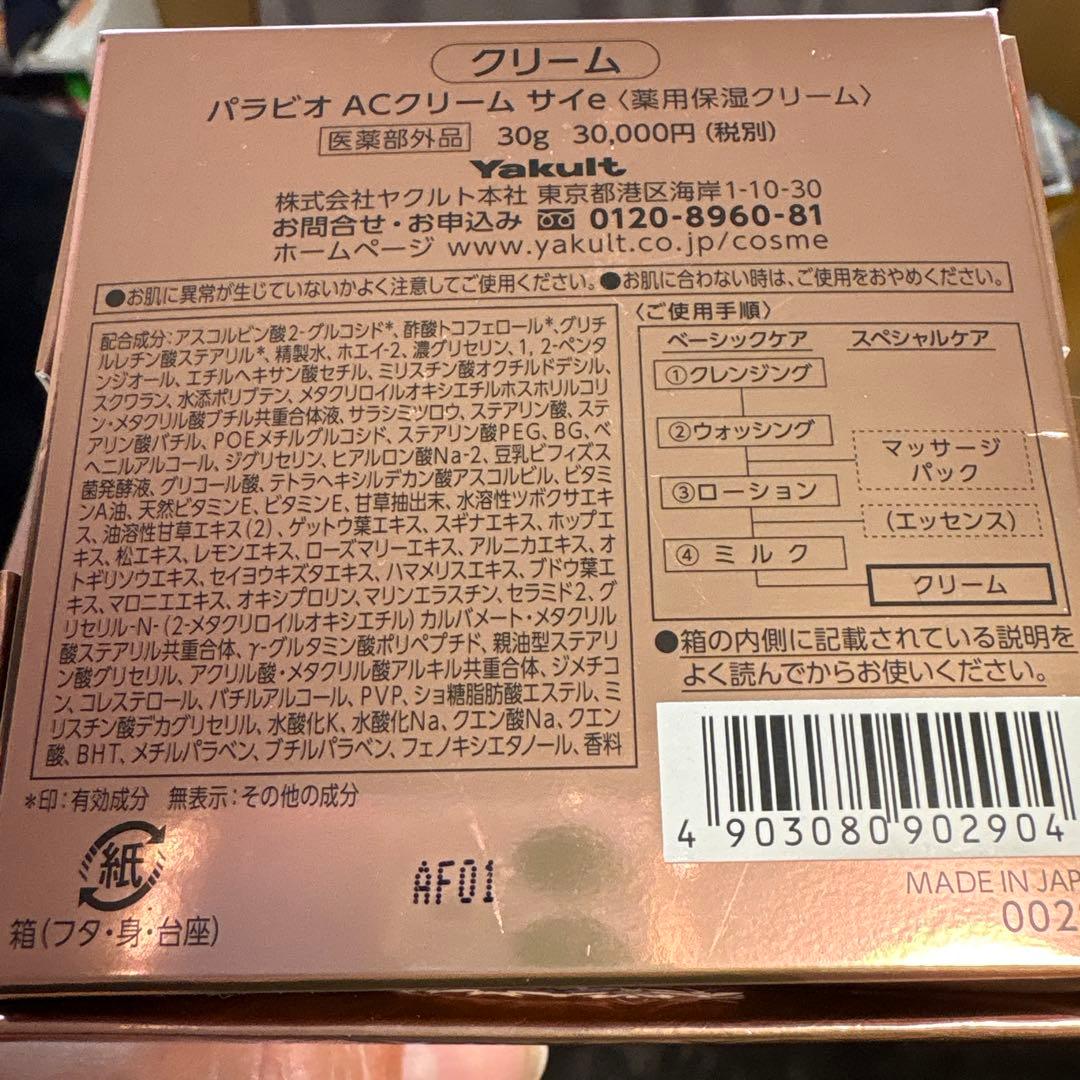 クリーム
パラビオ ACクリーム サイe〈薬用保湿クリーム〉
医薬部外品 30g 30,000円(税別)
Yakult
株式会社ヤクルト本社 東京都港区海岸1-10-30
お問合せ・お申込み 0120-8960-81
ホームページ www.yakult.co.jp/cosme
●お肌に異常が生じていないかよく注意してご使用ください。●お肌に合わない時は、ご使用をおやめください。
配合成分:アスコルビン酸2-グルコシド*、酢酸トコフェロール*、グリチ
ルレチン酸ステアリル*、精製水、ホエイ-2、濃グリセリン、1, 2-ペンタ
ンジオール、エチルヘキサン酸セチル、ミリスチン酸オクチルドデシル、
スクワラン、水添ポリブテン、メタクリロイルオキシエチルホスホリルコリ
ン・メタクリル酸ブチル共重合体液、サラシミツロウ、ステアリン酸、ステ
アリン酸バチル、POEメチルグルコシド、ステアリン酸PEG、BG、ベ
ヘニルアルコール、ジグリセリン、ヒアルロン酸Na-2、豆乳ビフィズス
菌発酵液、グリコール酸、テトラヘキシルデカン酸アスコルビル、ビタミ
ンA油、天然ビタミンE、ビタミンE、甘草抽出末、水溶性ツボクサエキ
ス、油溶性甘草エキス(2)、ゲットウ葉エキス、スギナエキス、ホップエ
キス、松エキス、レモンエキス、ローズマリーエキス、アルニカエキス、オ
トギリソウエキス、セイヨウキズタエキス、ハマメリスエキス、ブドウ葉エ
キス、マロニエエキス、オキシプロリン、マリンエラスチン、セラミド2、グ
リセリル-N-(2-メタクリロイルオキシエチル)カルバメート・メタクリル
酸ステアリル共重合体、γ-グルタミン酸ポリペプチド、親油型ステアリ
ン酸グリセリル、アクリル酸・メタクリル酸アルキル共重合体、ジメチコ
ン、コレステロール、バチルアルコール、PVP、ショ糖脂肪酸エステル、ミ
リスチン酸デカグリセリル、水酸化K、水酸化Na、クエン酸Na、クエン
酸、BHT、メチルパラベン、ブチルパラベン、フェノキシエタノール、香料
*印:有効成分 無表示:その他の成分
〈ご使用手順〉
ベーシックケア スペシャルケア
①クレンジング
②ウォッシング
マッサージ
パック
③ローション
(エッセンス)
④ミルク
クリーム
●箱の内側に記載されている説明を
よく読んでからお使いください。
4 903080 902904
MADE IN JAP
002
紙
箱(フタ・身・台座)
AF01